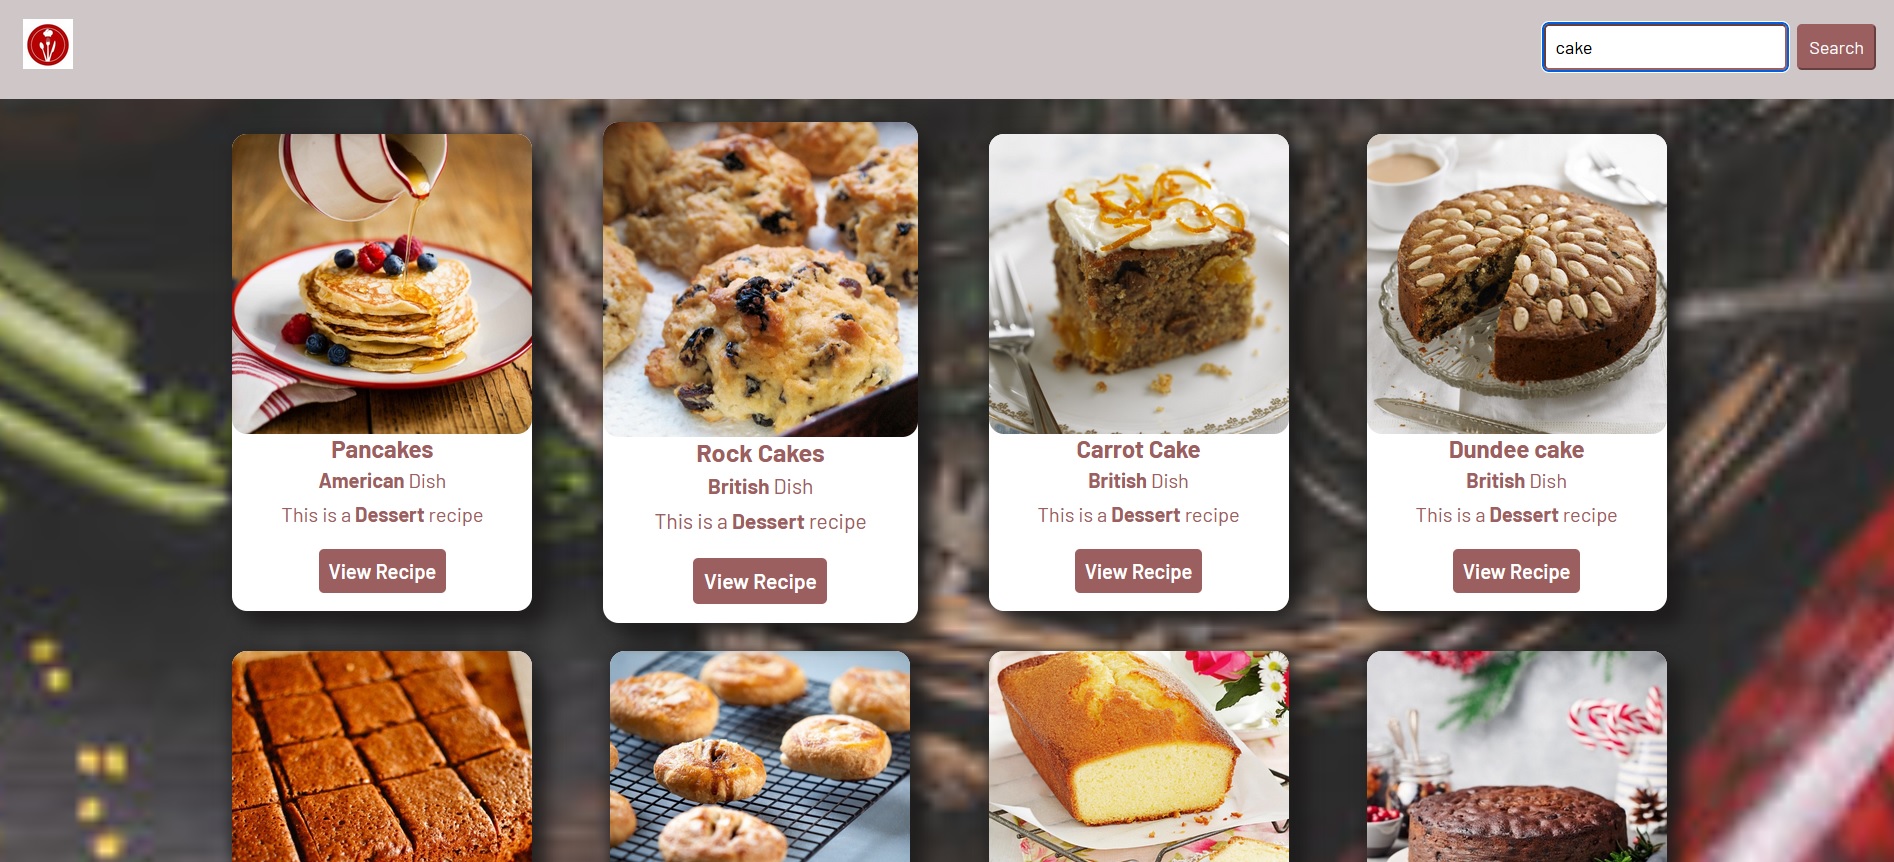 cake
Search
Pancakes
American Dish
This is a Dessert recipe
View Recipe
Rock Cakes
British Dish
This is a Dessert recipe
View Recipe
Carrot Cake
British Dish
This is a Dessert recipe
View Recipe
Dundee cake
British Dish
This is a Dessert recipe
View Recipe